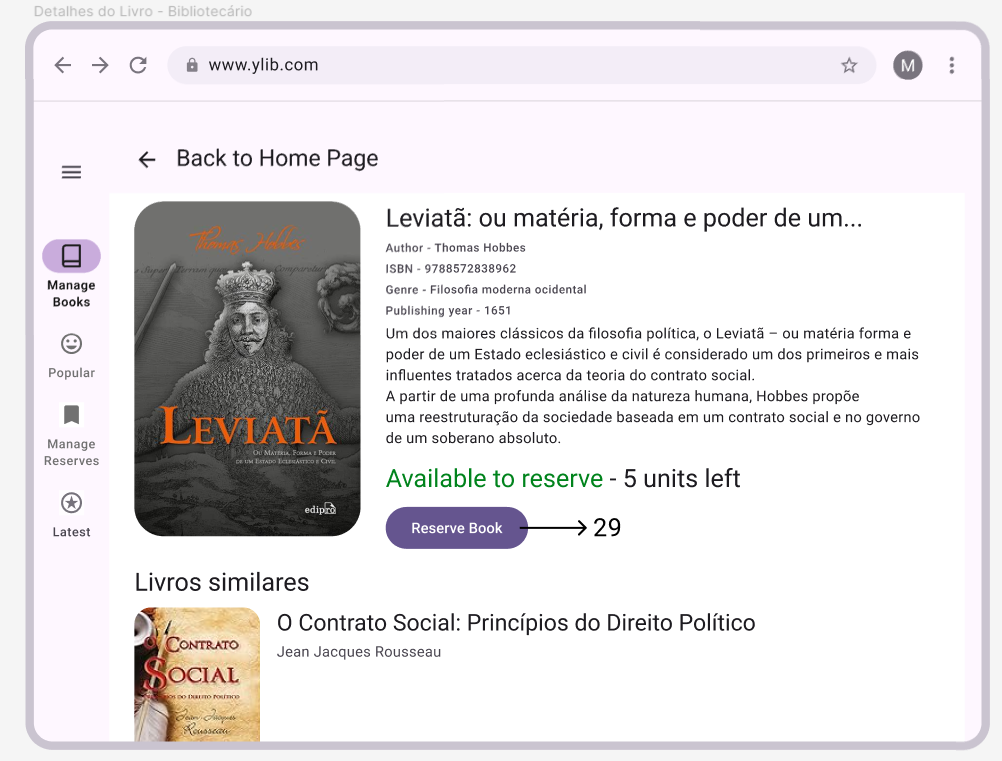 Detalhes do Livro - Bibliotecário
www.ylib.com
M
Back to Home Page
Manage
Books
Popular
Manage
Reserves
Latest
Thomas Hobbes
LEVIATÃ
OU MATÉRIA, FORMA E PODER
DE UM ESTADO ECLESIÁSTICO E CIVIL
edipro
Leviatã: ou matéria, forma e poder de um...
Author - Thomas Hobbes
ISBN - 9788572838962
Genre - Filosofia moderna ocidental
Publishing year - 1651
Um dos maiores clássicos da filosofia política, o Leviatã – ou matéria forma e
poder de um Estado eclesiástico e civil é considerado um dos primeiros e mais
influentes tratados acerca da teoria do contrato social.
A partir de uma profunda análise da natureza humana, Hobbes propõe
uma reestruturação da sociedade baseada em um contrato social e no governo
de um soberano absoluto.
Available to reserve - 5 units left
Reserve Book
29
Livros similares
O CONTRATO
SOCIAL
DO DIREITO POLÍTICO
Jean Jacques
Rousseau
O Contrato Social: Princípios do Direito Político
Jean Jacques Rousseau